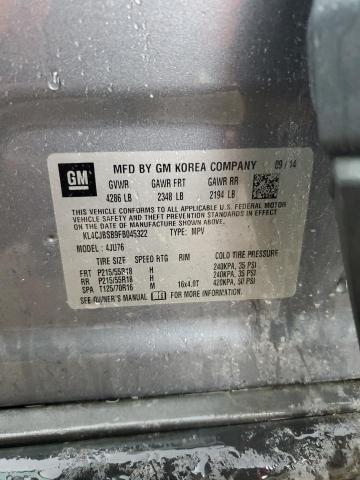 GM MFD BY GM KOREA COMPANY 09/14
GVWR GAWR FRT GAWR RR
4286 LB 2348 LB 2194 LB
THIS VEHICLE CONFORMS TO ALL APPLICABLE U.S. FEDERAL MOTOR
VEHICLE SAFETY AND THEFT PREVENTION STANDARDS IN EFFECT
ON THE DATE OF MANUFACTURE SHOWN ABOVE.
KL4CJBSB9FB045322 TYPE: MPV
MODEL: 4JU76
TIRE SIZE SPEED RTG RIM COLD TIRE PRESSURE
FRT P215/55R18 H 240KPA, 35 PSI
RR P215/55R18 H 240KPA, 35 PSI
SPA T125/70R16 M 16x4.0T 420KPA, 60 PSI
SEE OWNER'S MANUAL FOR ADDITIONAL INFORMATION.